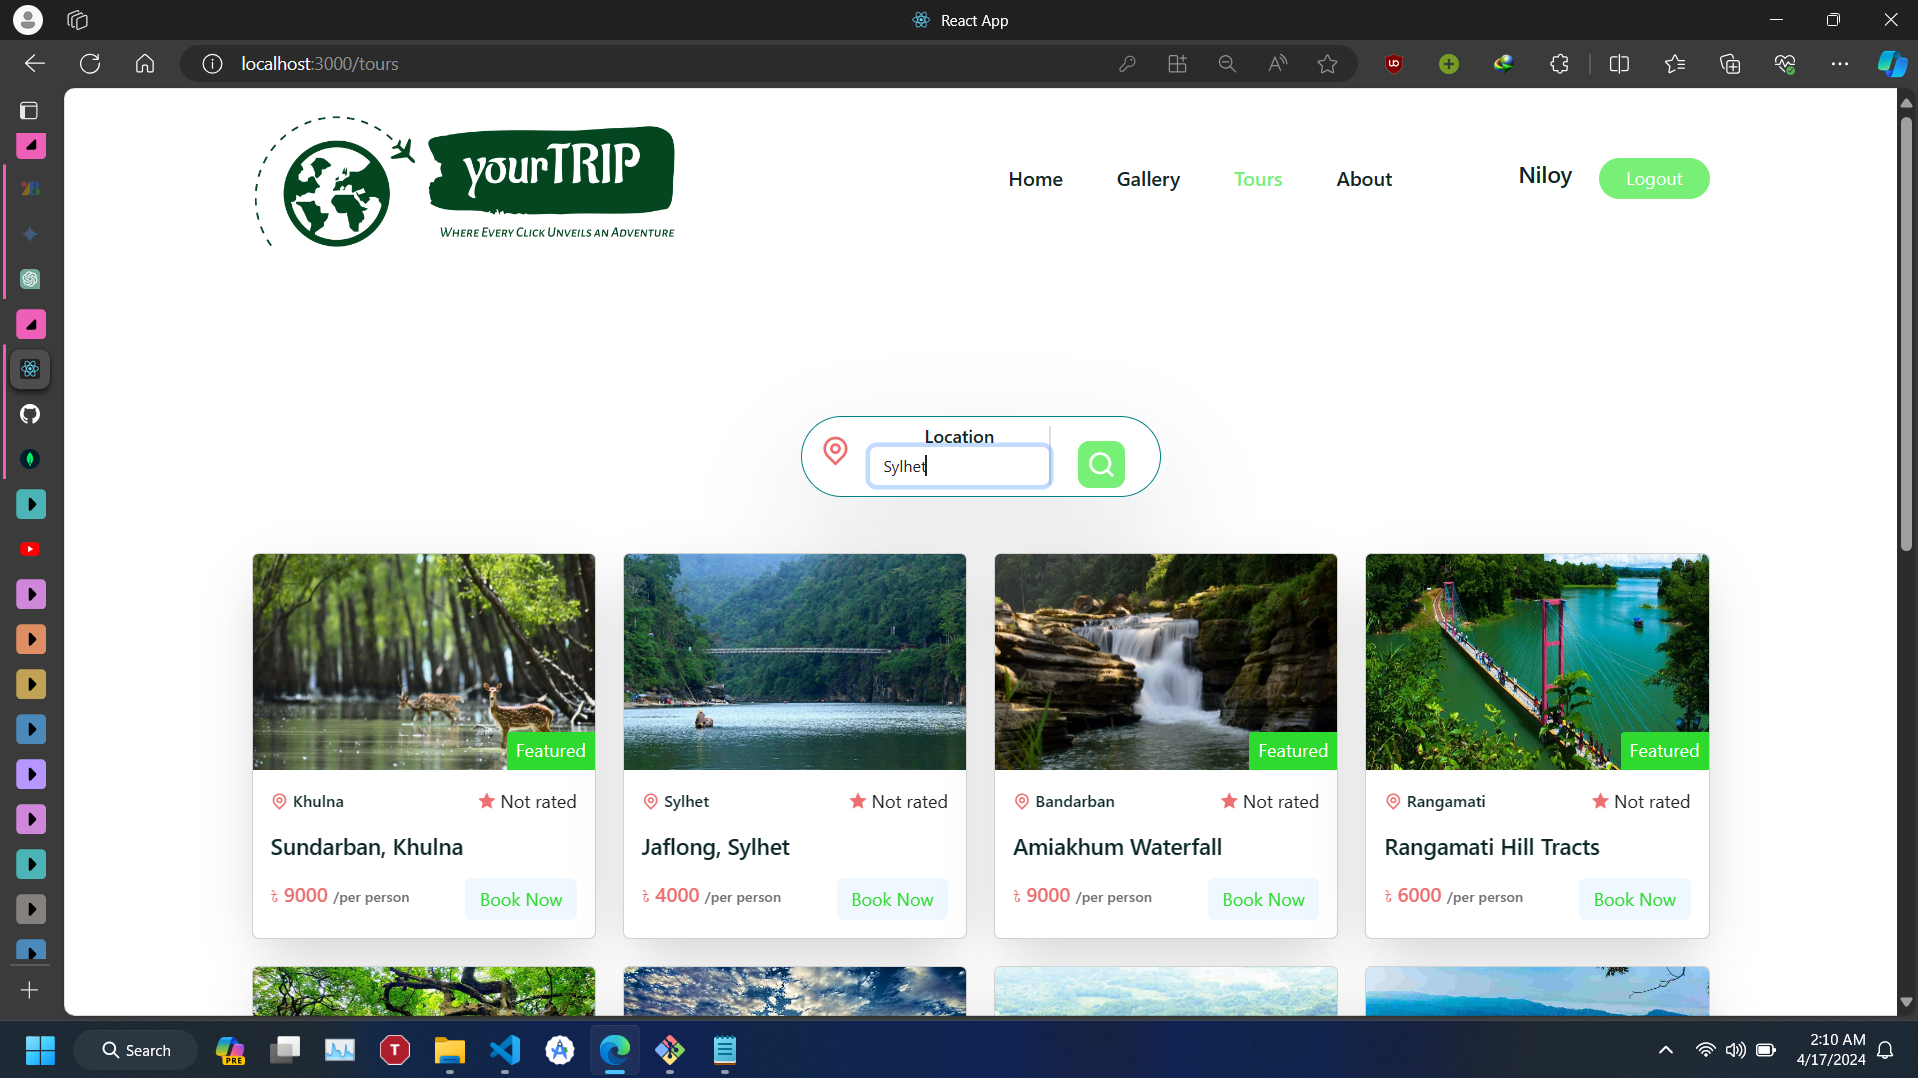 React App
localhost:3000/tours
yourTRIP
WHERE EVERY CLICK UNVEILS AN ADVENTURE
Home
Gallery
Tours
About
Niloy
Logout
Location
Sylhet
Featured
Featured
Featured
Khulna
Not rated
Sundarban, Khulna
৳ 9000 /per person
Book Now
Sylhet
Not rated
Jaflong, Sylhet
৳ 4000 /per person
Book Now
Bandarban
Not rated
Amiakhum Waterfall
৳ 9000 /per person
Book Now
Rangamati
Not rated
Rangamati Hill Tracts
৳ 6000 /per person
Book Now
Search
PRE
T
2:10 AM
4/17/2024